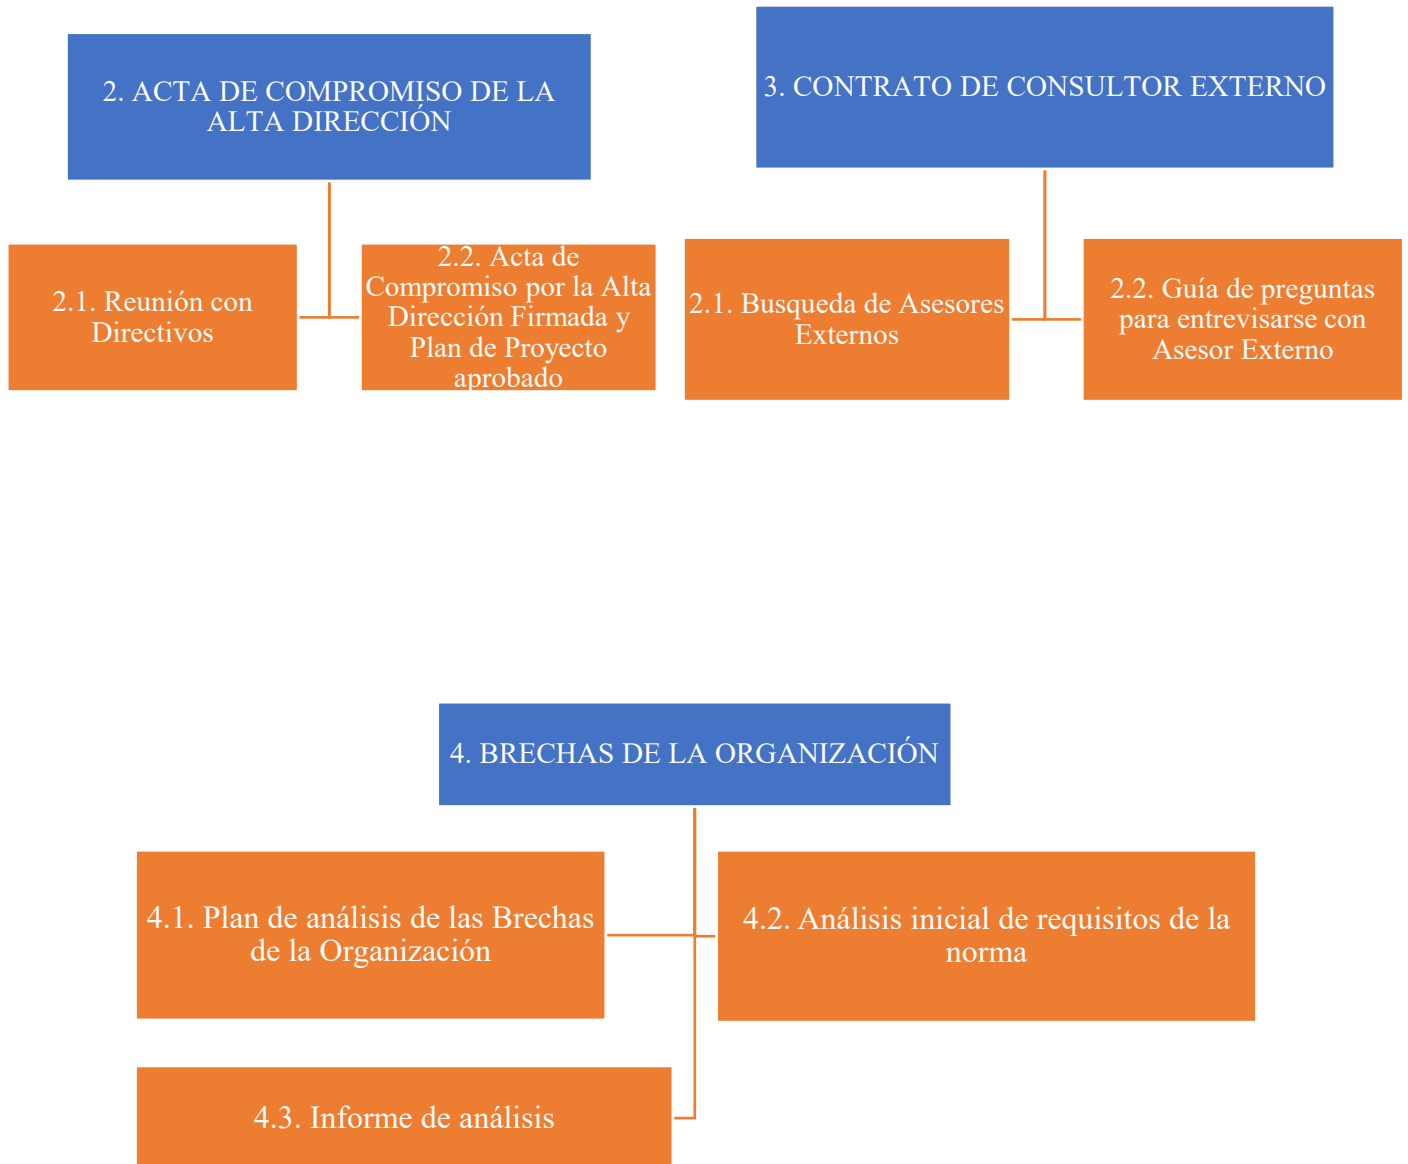 2. ACTA DE COMPROMISO DE LA
ALTA DIRECCIÓN
2.1. Reunión con
Directivos
2.2. Acta de
Compromiso por la Alta
Dirección Firmada y
Plan de Proyecto
aprobado
3. CONTRATO DE CONSULTOR EXTERNO
2.1. Busqueda de Asesores
Externos
2.2. Guía de preguntas
para entrevisarse con
Asesor Externo
4. BRECHAS DE LA ORGANIZACIÓN
4.1. Plan de análisis de las Brechas
de la Organización
4.2. Análisis inicial de requisitos de la
norma
4.3. Informe de análisis